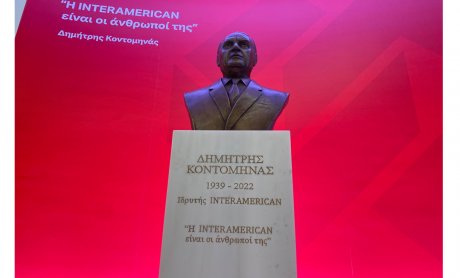 “Η INTERAMERICAN
είναι οι άνθρωποί της”
Δημήτρης Κοντομηνάς
ΔΗΜΗΤΡΗΣ
ΚΟΝΤΟΜΗΝΑΣ
1939 - 2022
Ιδρυτής INTERAMERICAN
“Η INTERAMERICAN
είναι οι άνθρωποί της”